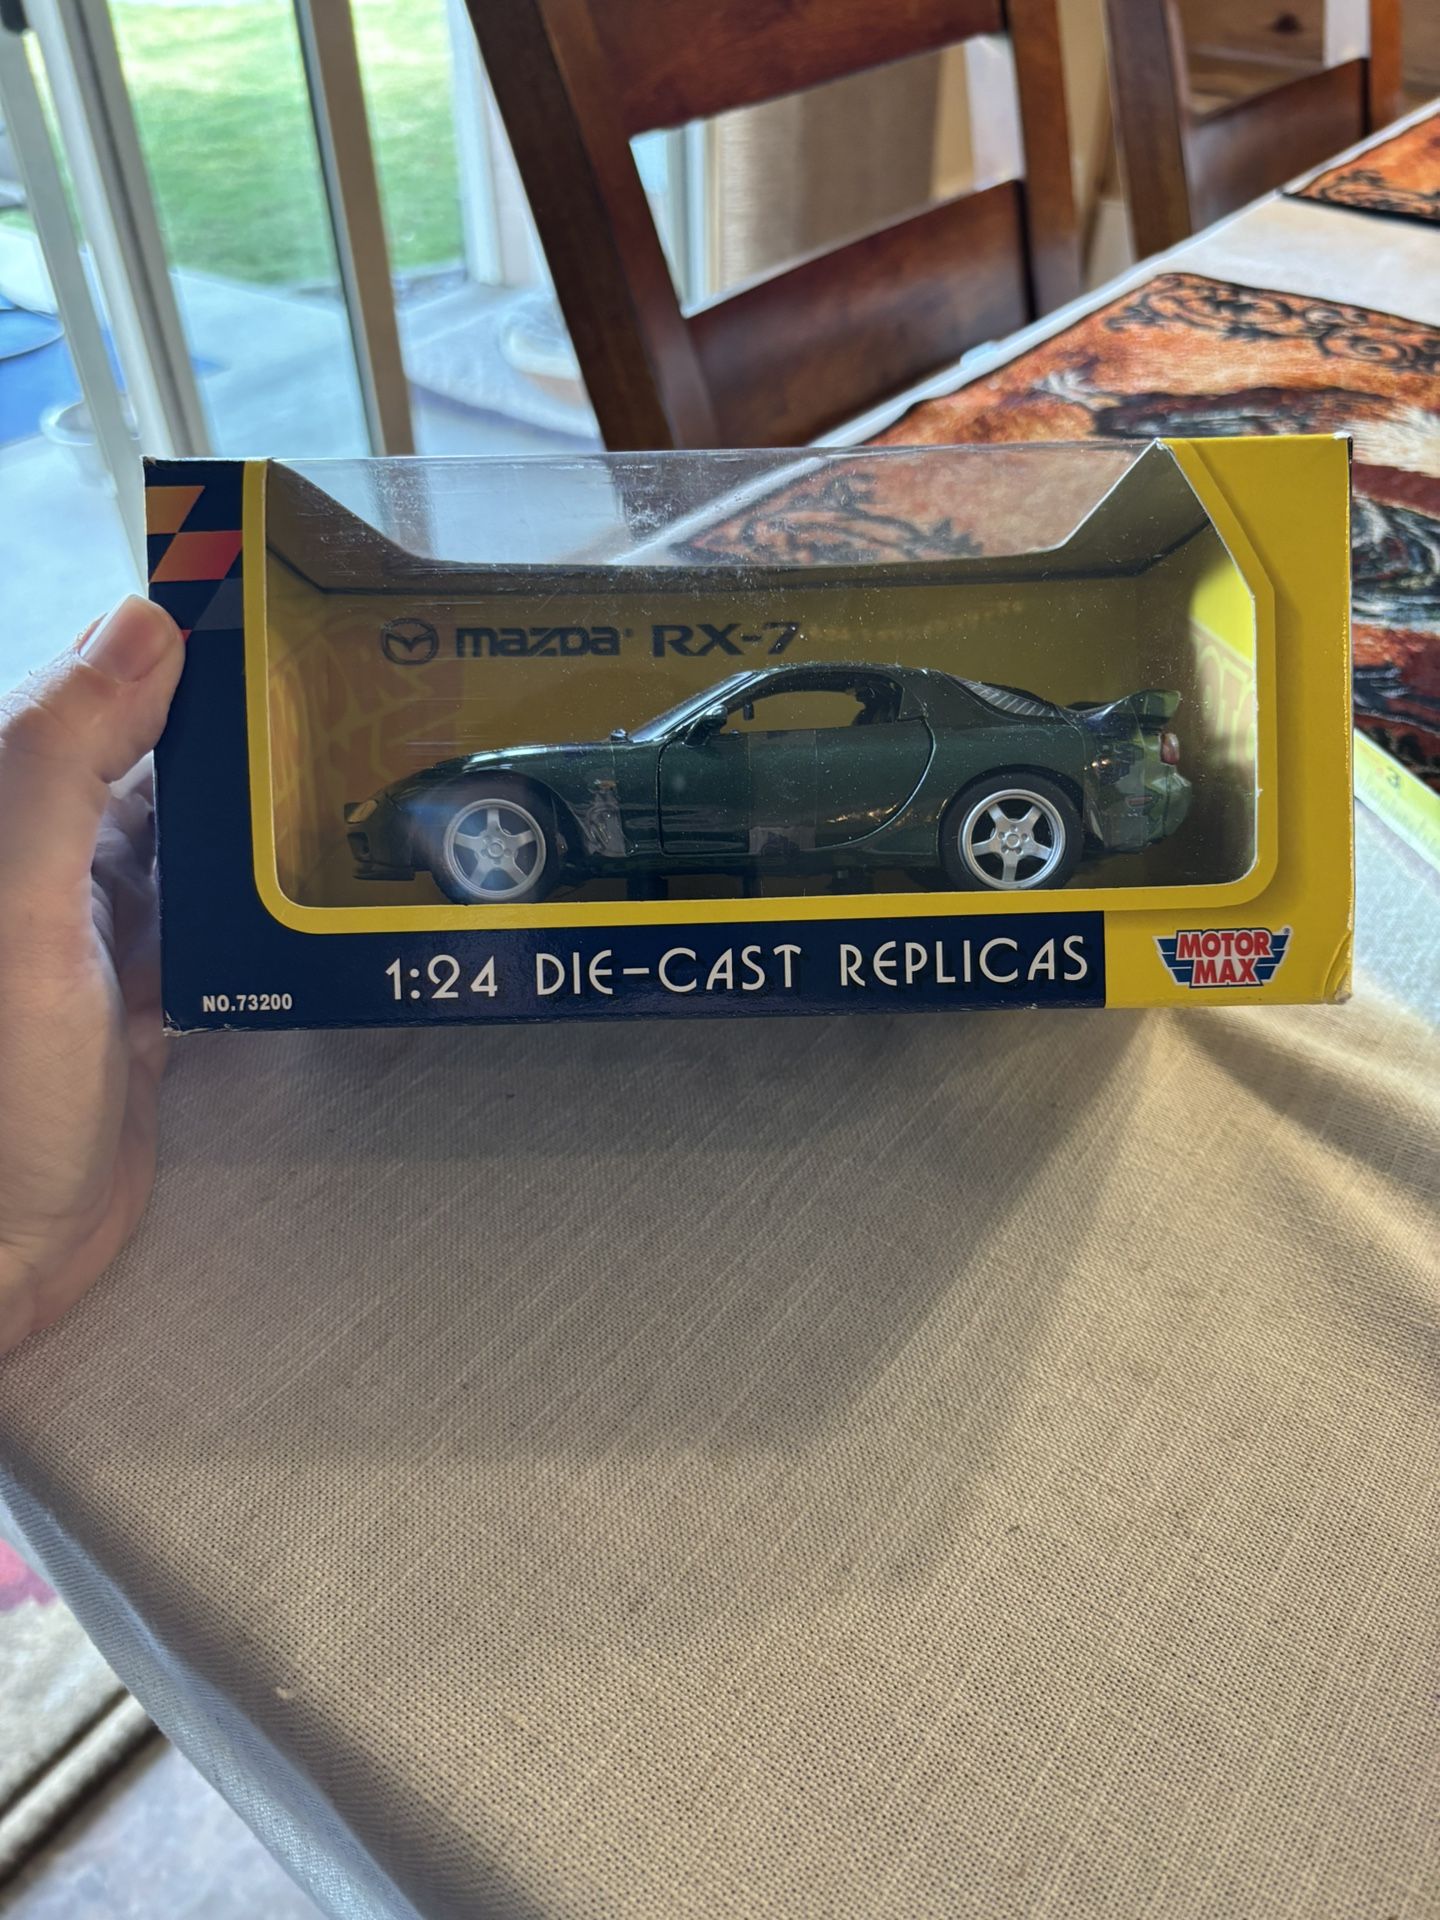 mazda RX-7
1:24 DIE-CAST REPLICAS
NO.73200
MOTOR
MAX